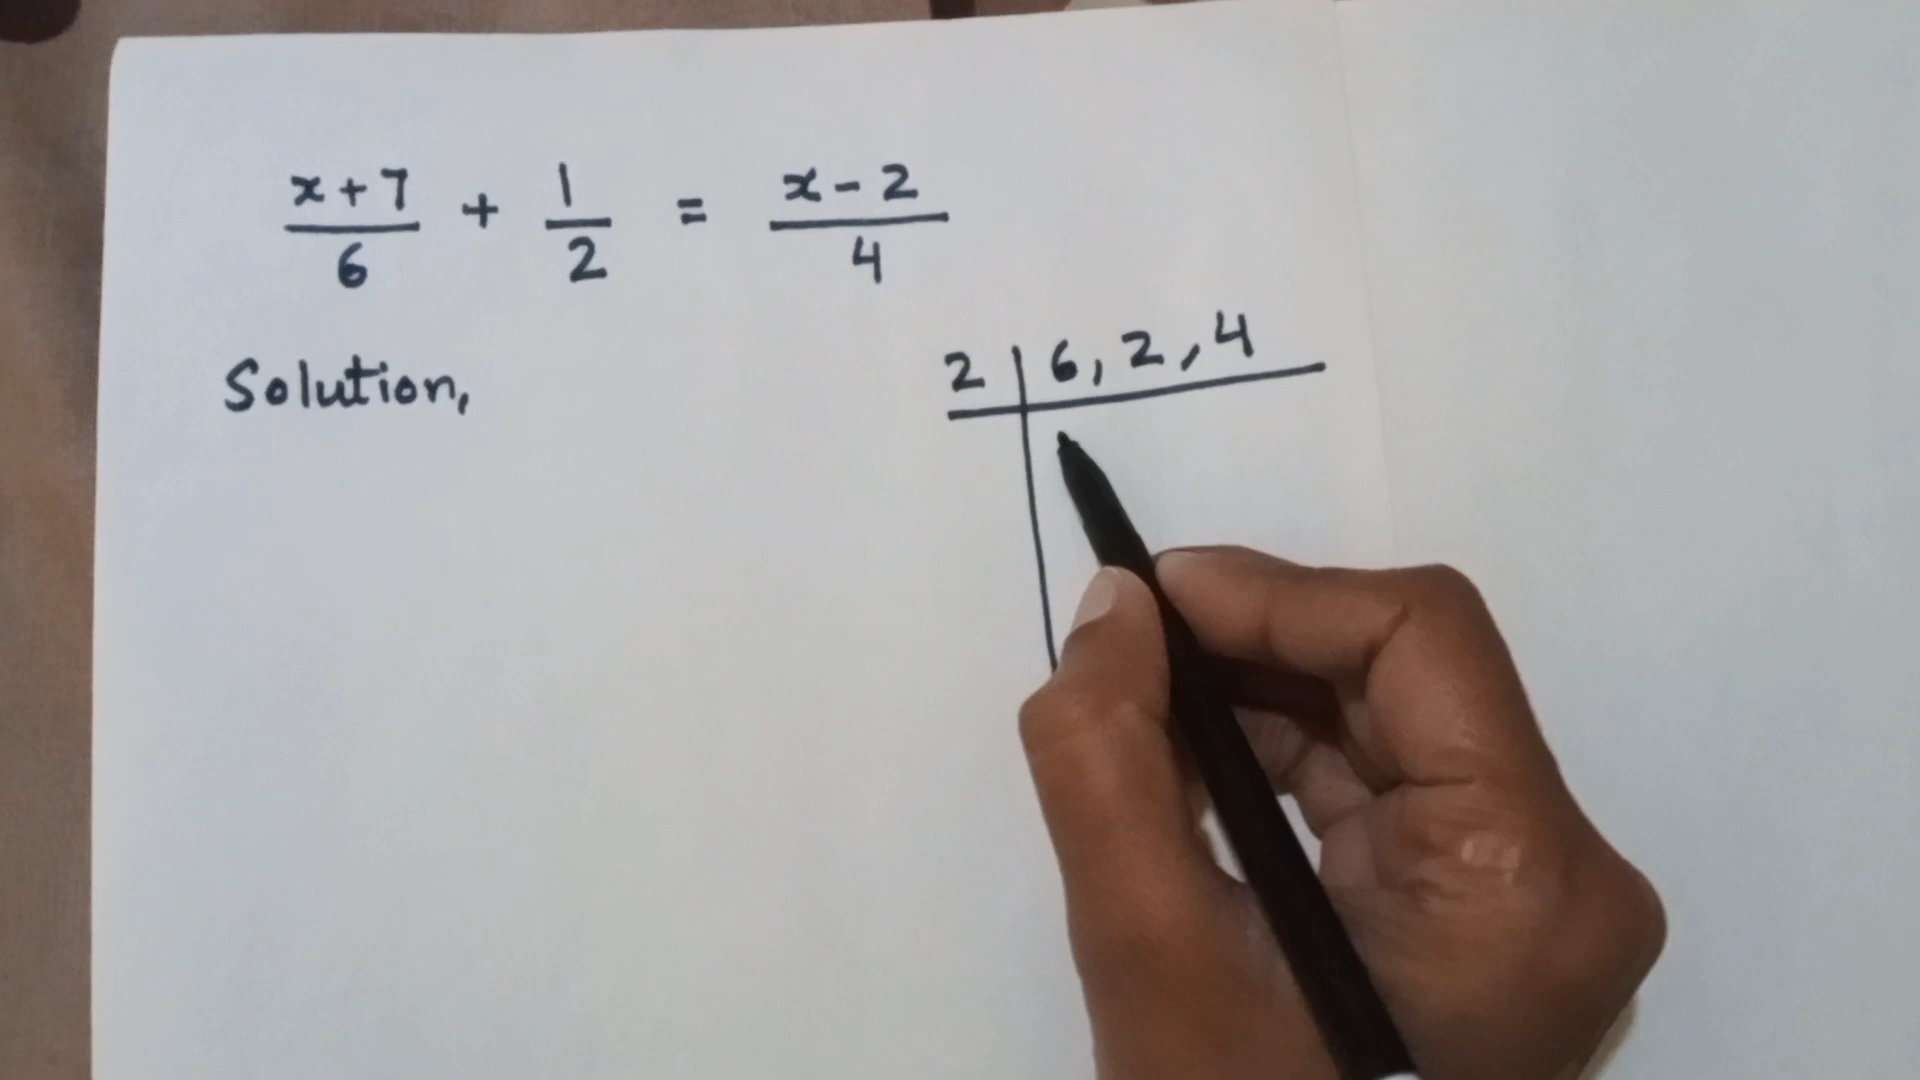 x+7/6 + 1/2 = x-2/4
Solution,
2 | 6, 2, 4